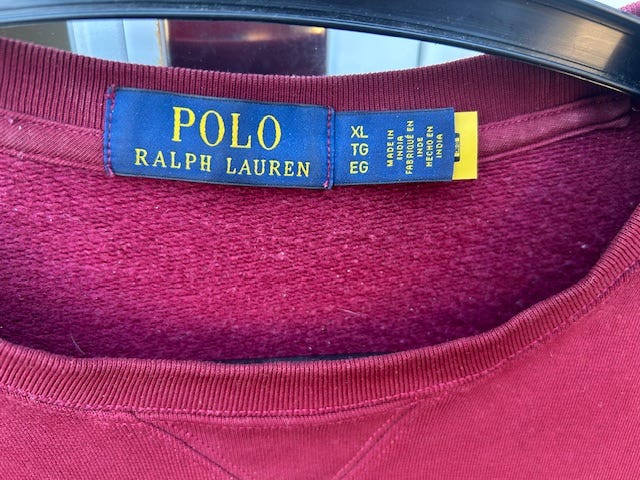 POLO
RALPH LAUREN
XL
TG
EG
MADE IN
INDIA
FABRIQUÉ EN
INDE
HECHO EN
INDIA